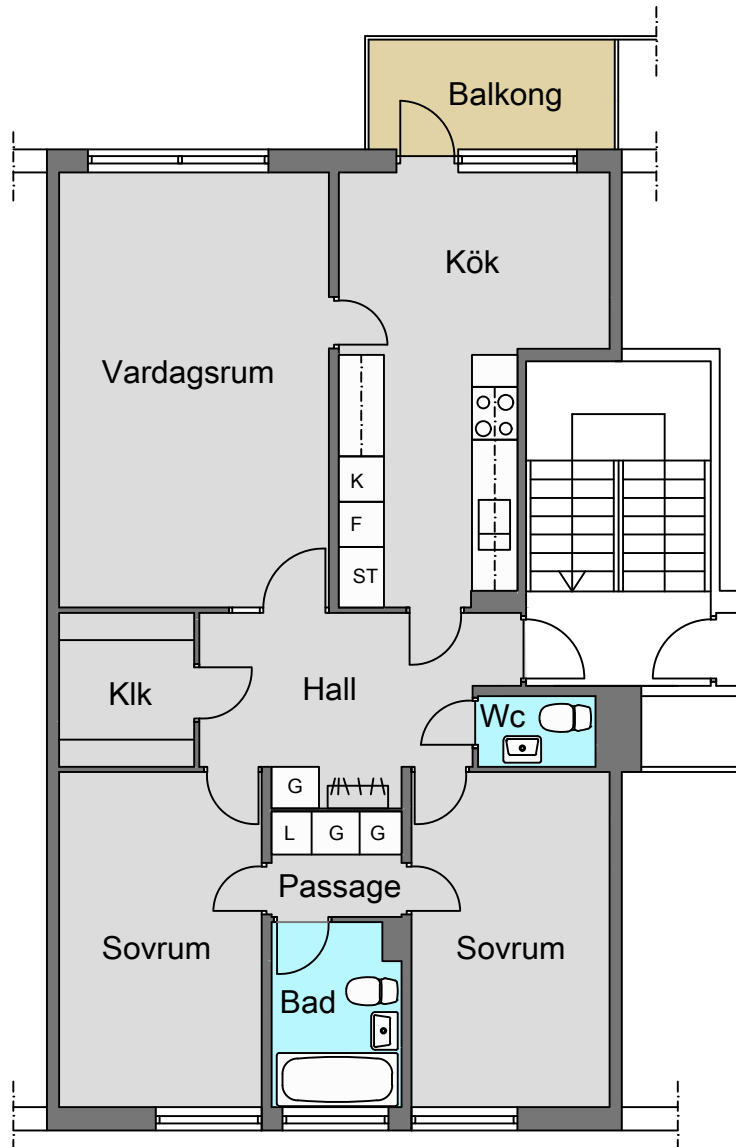 Balkong
Kök
Vardagsrum
K
F
ST
Klk
Hall
Wc
G
L
G
G
Passage
Sovrum
Sovrum
Bad